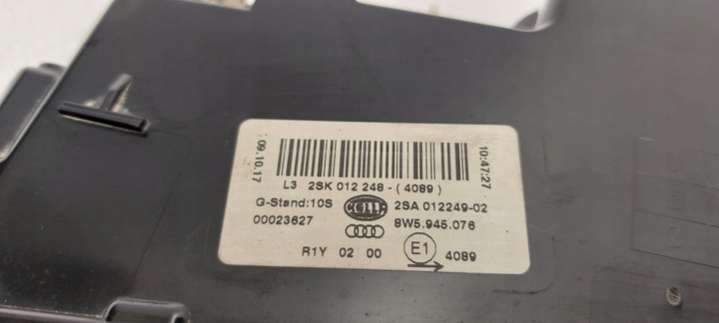 09.10.17
10:47:27
L3 2SK 012 248-(4089)
G-Stand:10S HELLA 2SA 012249-02
00023627 8W5.945.076
R1Y 02 00 E1 4089